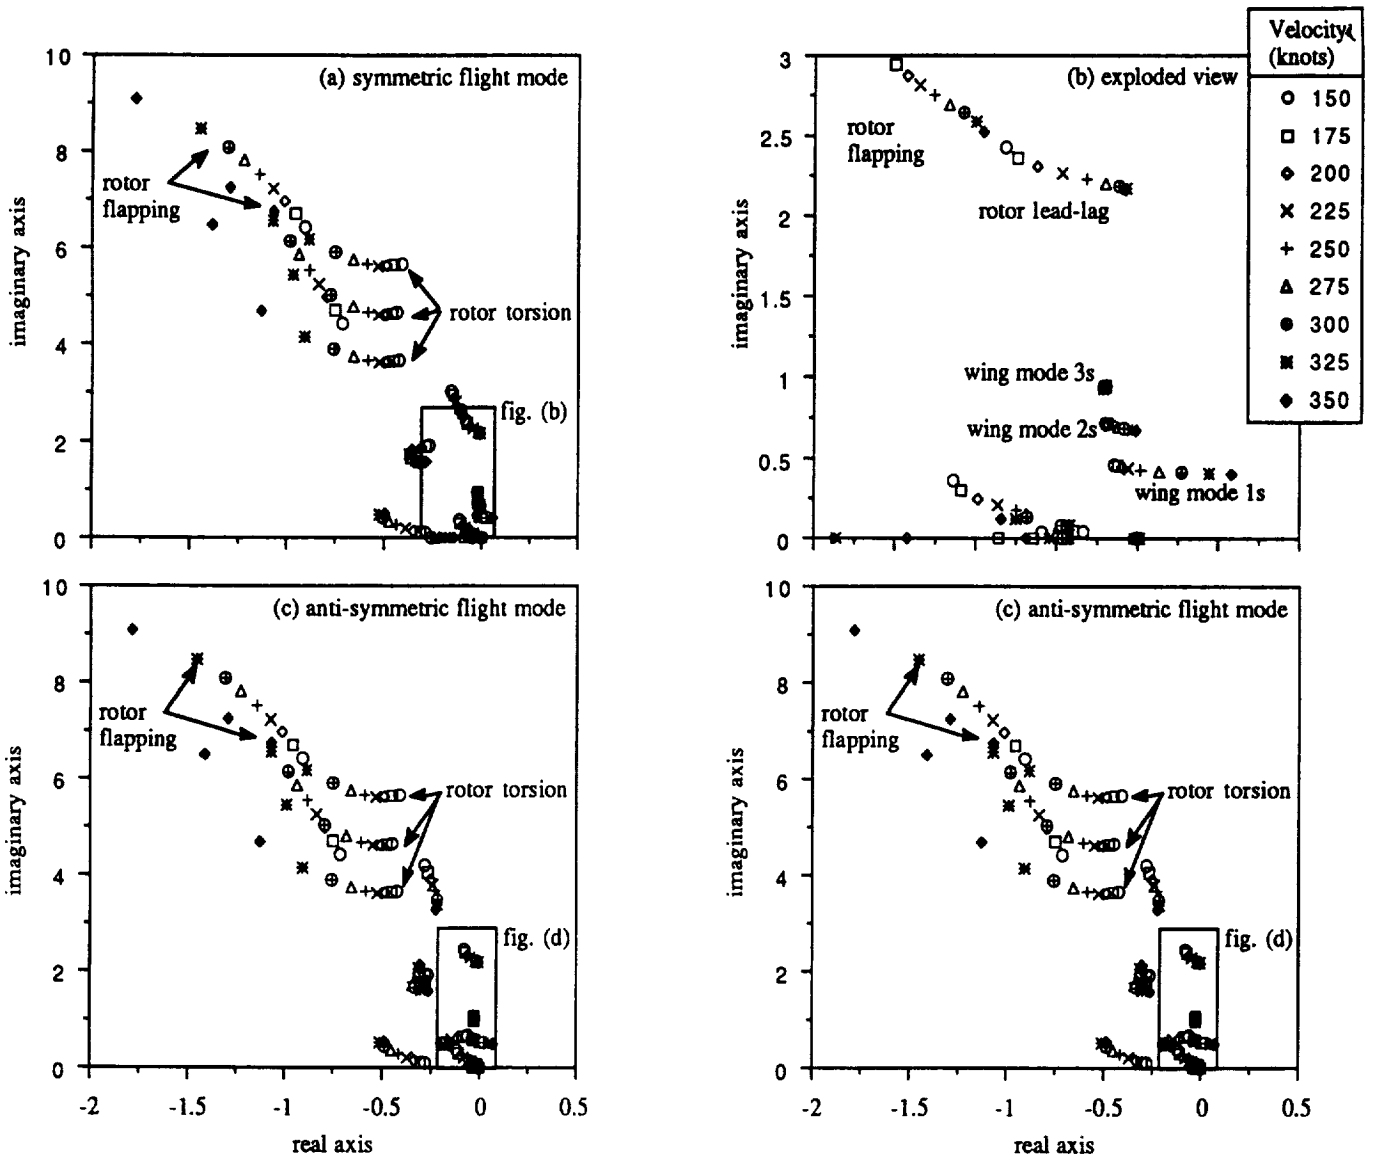 (a) symmetric flight mode
10
8
6
4
2
0
imaginary axis
rotor
flapping
rotor torsion
fig. (b)
(b) exploded view
3
2.5
2
1.5
1
0.5
0
imaginary axis
rotor
flapping
rotor lead-lag
wing mode 3s
wing mode 2s
wing mode 1s
Velocity
(knots)
150
175
200
225
250
275
300
325
350
(c) anti-symmetric flight mode
10
8
6
4
2
0
imaginary axis
rotor
flapping
rotor torsion
fig. (d)
-2
-1.5
-1
-0.5
0
0.5
real axis
(c) anti-symmetric flight mode
10
8
6
4
2
0
imaginary axis
rotor
flapping
rotor torsion
fig. (d)
-2
-1.5
-1
-0.5
0
0.5
real axis